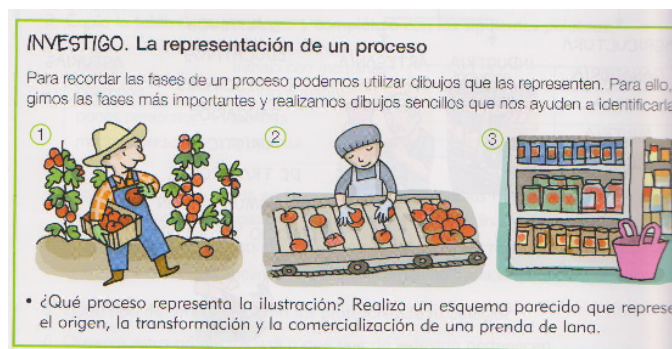 INVESTIGO. La representación de un proceso
Para recordar las fases de un proceso podemos utilizar dibujos que las representen. Para ello,
gimos las fases más importantes y realizamos dibujos sencillos que nos ayuden a
1
2
3
• ¿Qué proceso representa la ilustración? Realiza un esquema parecido que
el origen, la transformación y la comercialización de una prenda de lana.